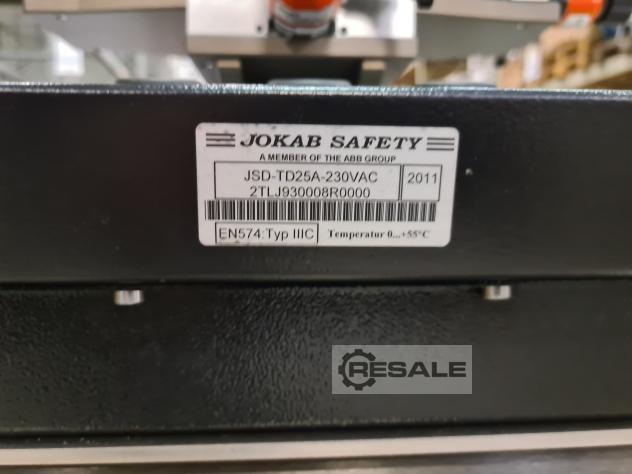 JOKAB SAFETY
A MEMBER OF THE ABB GROUP
JSD-TD25A-230VAC
2TLJ930008R0000
2011
EN574:Typ IIIC
Temperatur 0...+55°C
RESALE